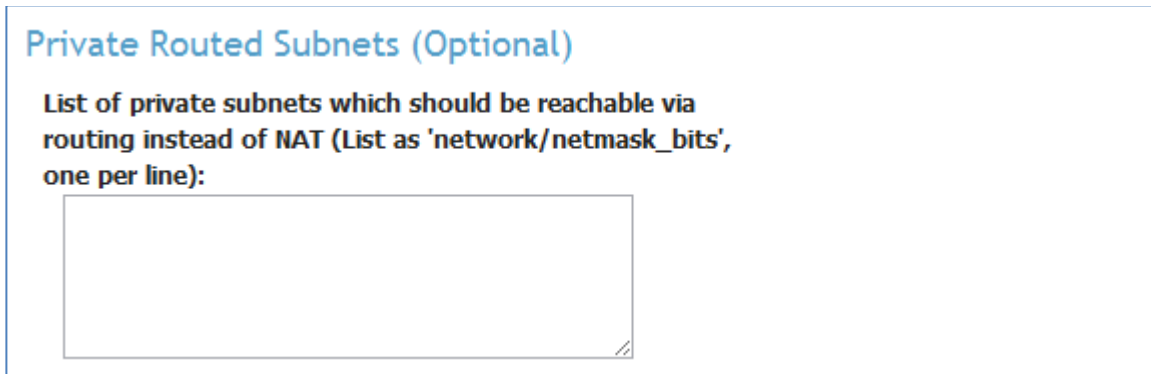 Private Routed Subnets (Optional)
List of private subnets which should be reachable via
routing instead of NAT (List as 'network/netmask_bits',
one per line):